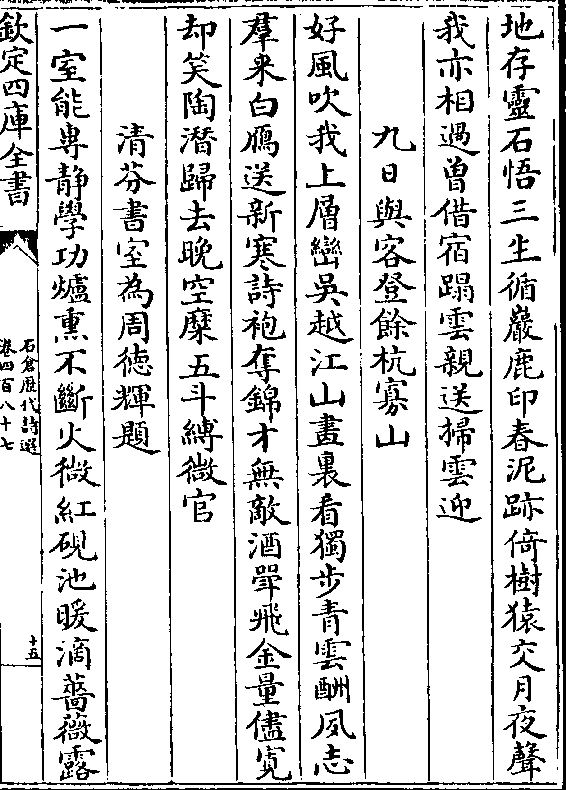 地存靈石悟三生循巖鹿印春泥跡倚樹猿交月夜聲
我亦相過曾借宿蹋雲親送掃雲迎
九日與客登餘杭寡山
好風吹我上層巒吳越江山畫裏看獨步青雲酬夙志
羣來白鴈送新寒詩袍奪錦才無敵酒斝飛金量儘寛
却笑陶潛歸去晚空糜五斗縛微官
清芬書室為周徳輝題
一室能專静學功爐熏不斷火微紅硯池暖滴薔薇露
欽定四庫全書
石倉歴代詩選
卷四百八十七
十五